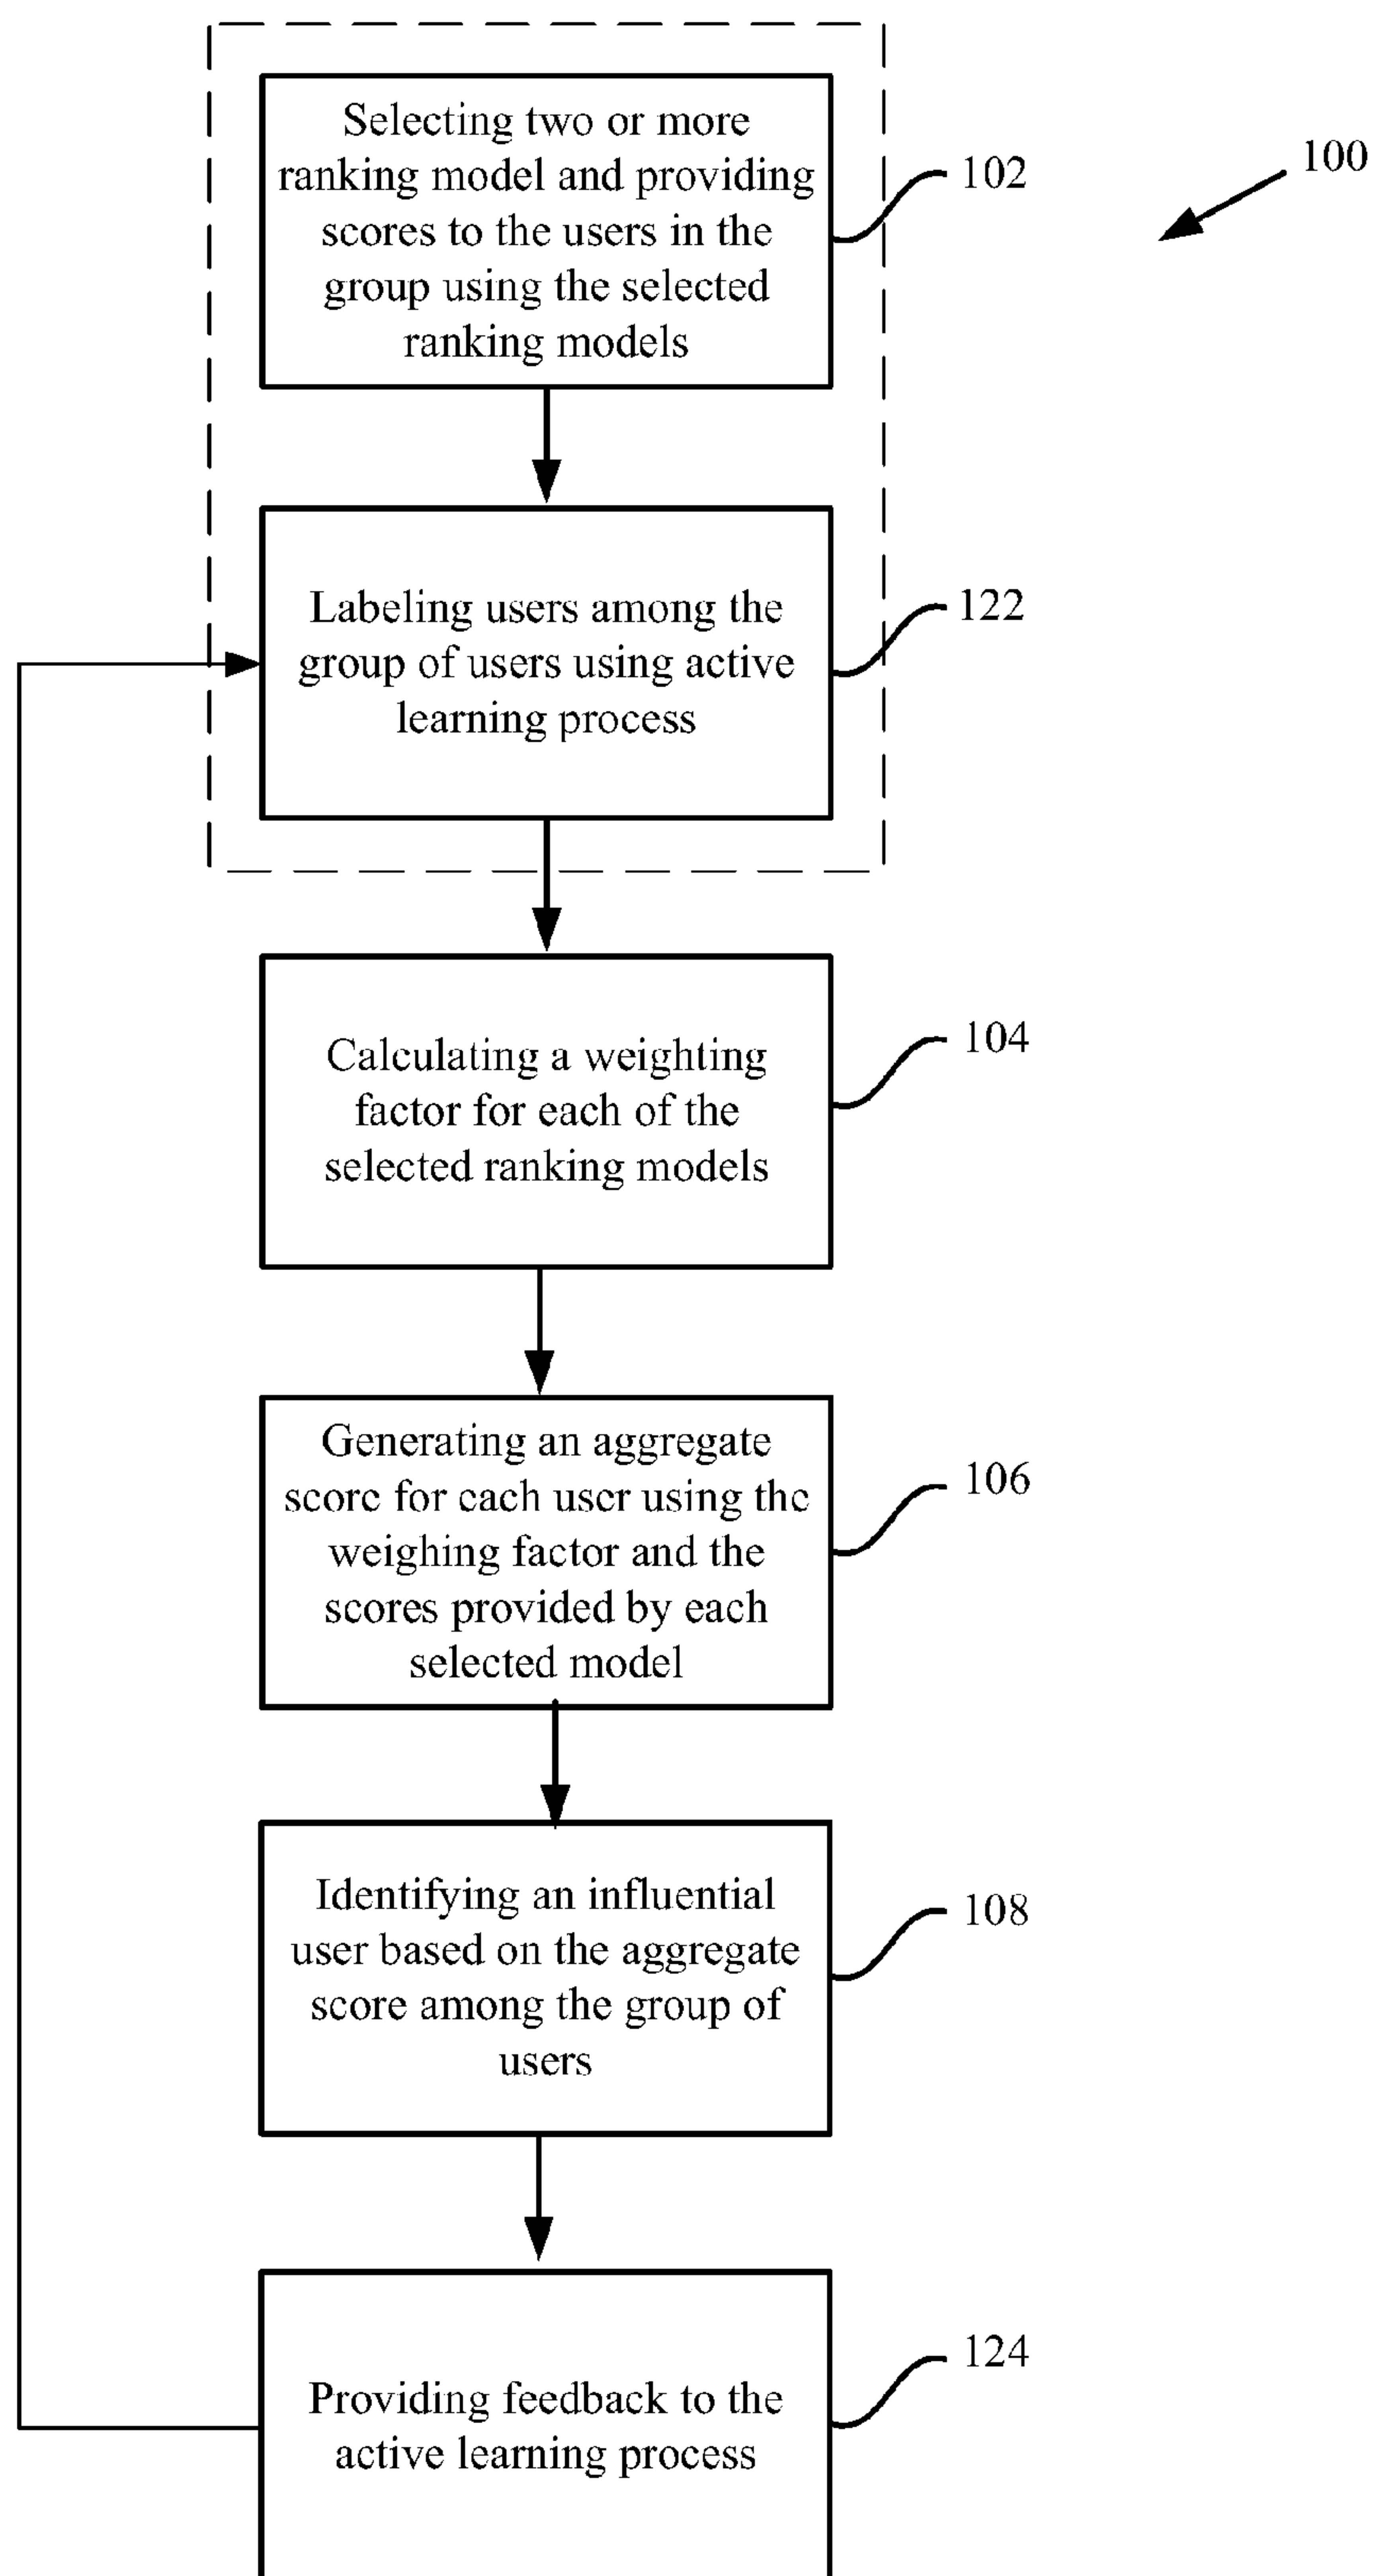 Selecting two or more
ranking model and providing
scores to the users in the
group using the selected
ranking models
102
100
Labeling users among the
group of users using active
learning process
122
Calculating a weighting
factor for each of the
selected ranking models
104
Generating an aggregate
score for each user using the
weighing factor and the
scores provided by each
selected model
106
Identifying an influential
user based on the aggregate
score among the group of
users
108
Providing feedback to the
active learning process
124